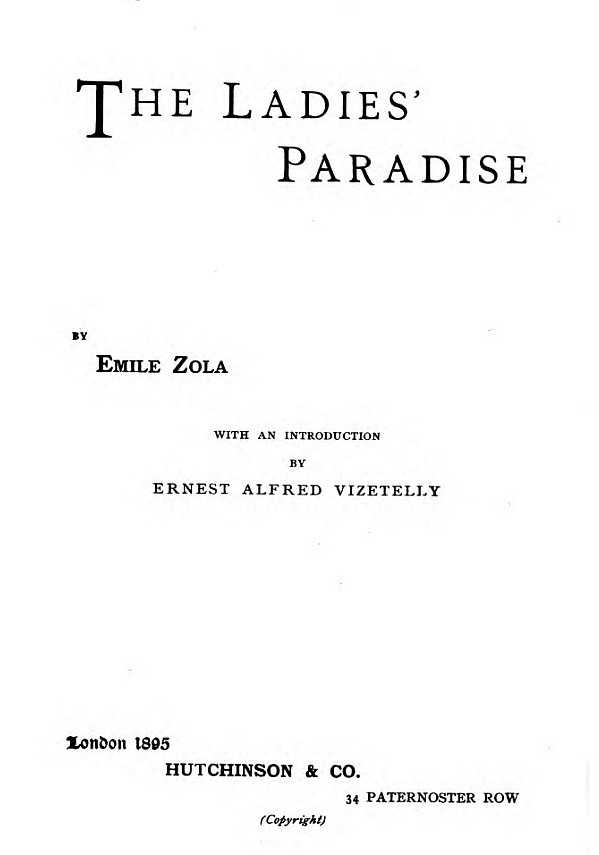 THE LADIES'
PARADISE
BY
EMILE ZOLA
WITH AN INTRODUCTION
BY
ERNEST ALFRED VIZETELLY
London 1895
HUTCHINSON & CO.
34 PATERNOSTER ROW
(Copyright)